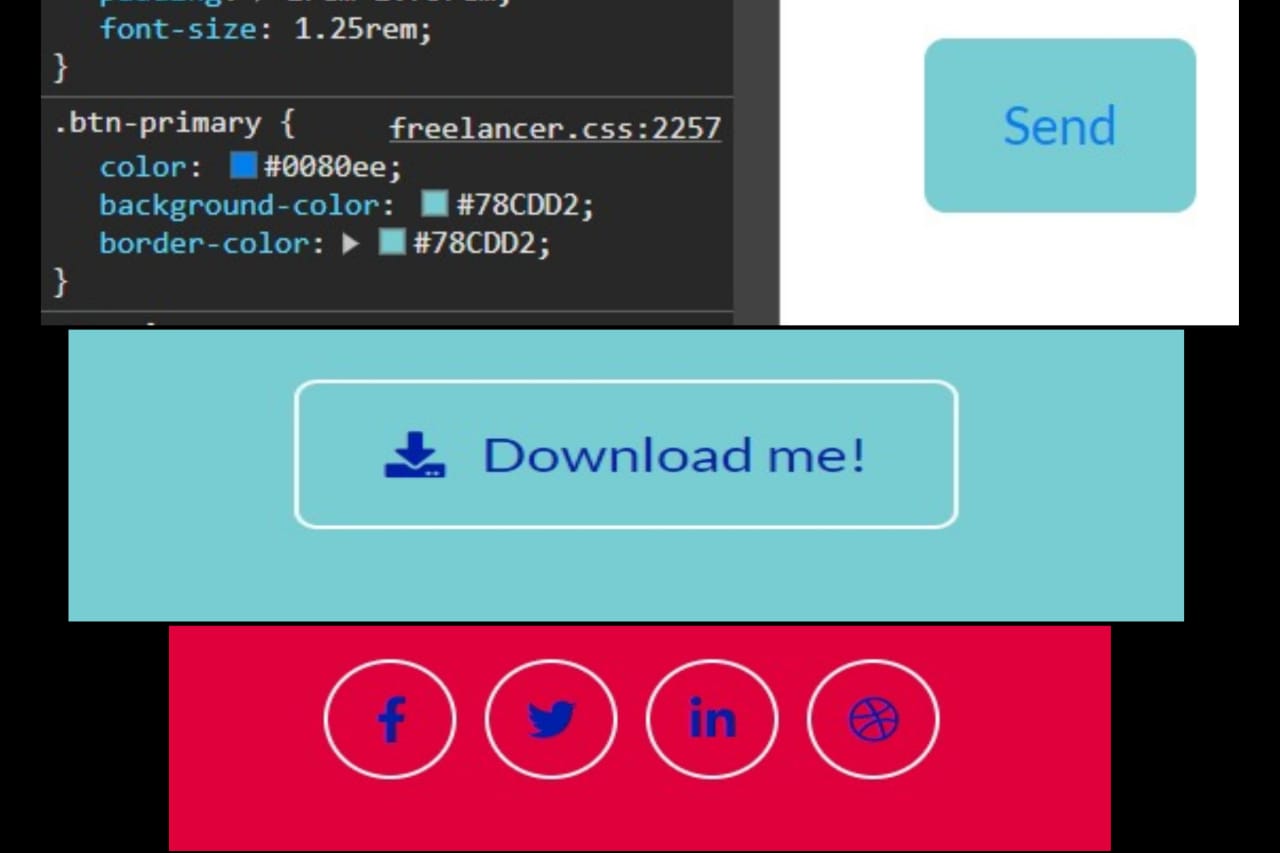 font-size: 1.25rem;
}
.btn-primary {
freelancer.css:2257
color: #0080ee;
background-color: #78CDD2;
border-color: ▶ #78CDD2;
}
Send
Download me!
f
in